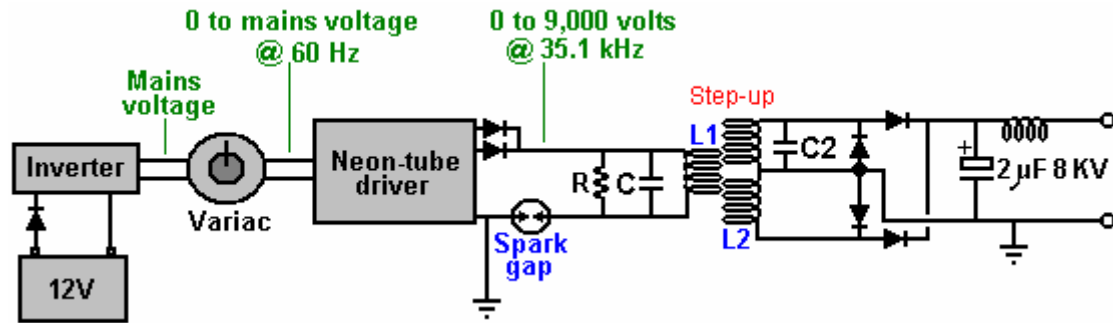 0 to mains voltage
@ 60 Hz
0 to 9,000 volts
@ 35.1 kHz
Mains
voltage
Step-up
L1
Inverter
Neon-tube
driver
C2
+
R
C
2 µF 8 KV
Variac
L2
Spark
gap
12V